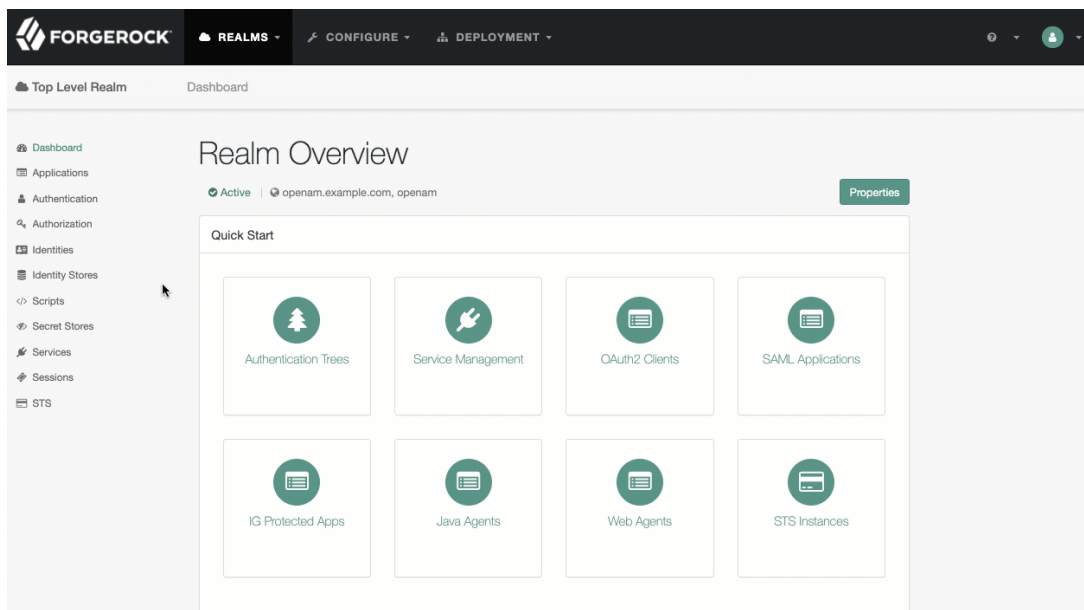 FORGEROCK
REALMS
CONFIGURE
DEPLOYMENT
Top Level Realm
Dashboard
Dashboard
Applications
Authentication
Authorization
Identities
Identity Stores
Scripts
Secret Stores
Services
Sessions
STS
Realm Overview
Active
openam.example.com, openam
Properties
Quick Start
Authentication Trees
Service Management
OAuth2 Clients
SAML Applications
IG Protected Apps
Java Agents
Web Agents
STS Instances